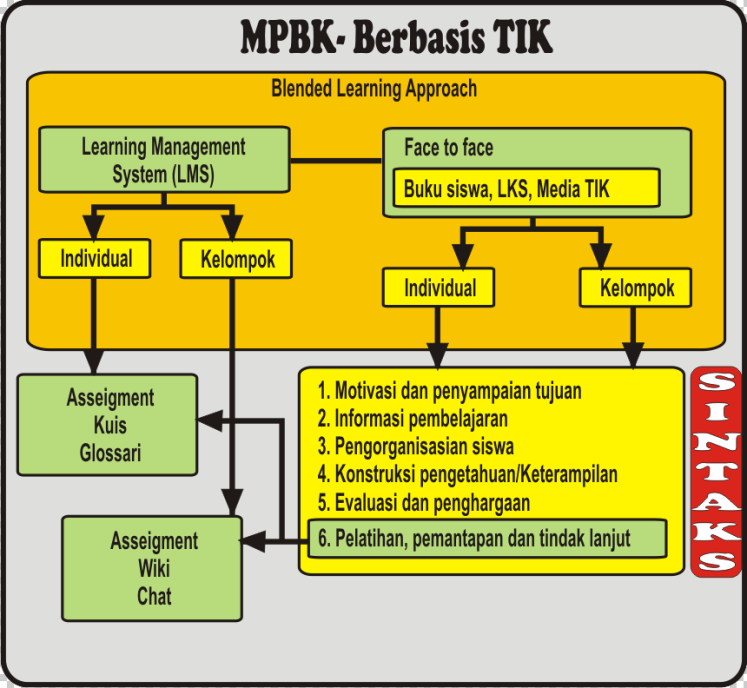 MPBK- Berbasis TIK
Blended Learning Approach
Learning Management
System (LMS)
Face to face
Buku siswa, LKS, Media TIK
Individual
Kelompok
Individual
Kelompok
Asseigment
Kuis
Glossari
1. Motivasi dan penyampaian tujuan
2. Informasi pembelajaran
3. Pengorganisasian siswa
4. Konstruksi pengetahuan/Keterampilan
5. Evaluasi dan penghargaan
6. Pelatihan, pemantapan dan tindak lanjut
SINTAKS
Asseigment
Wiki
Chat